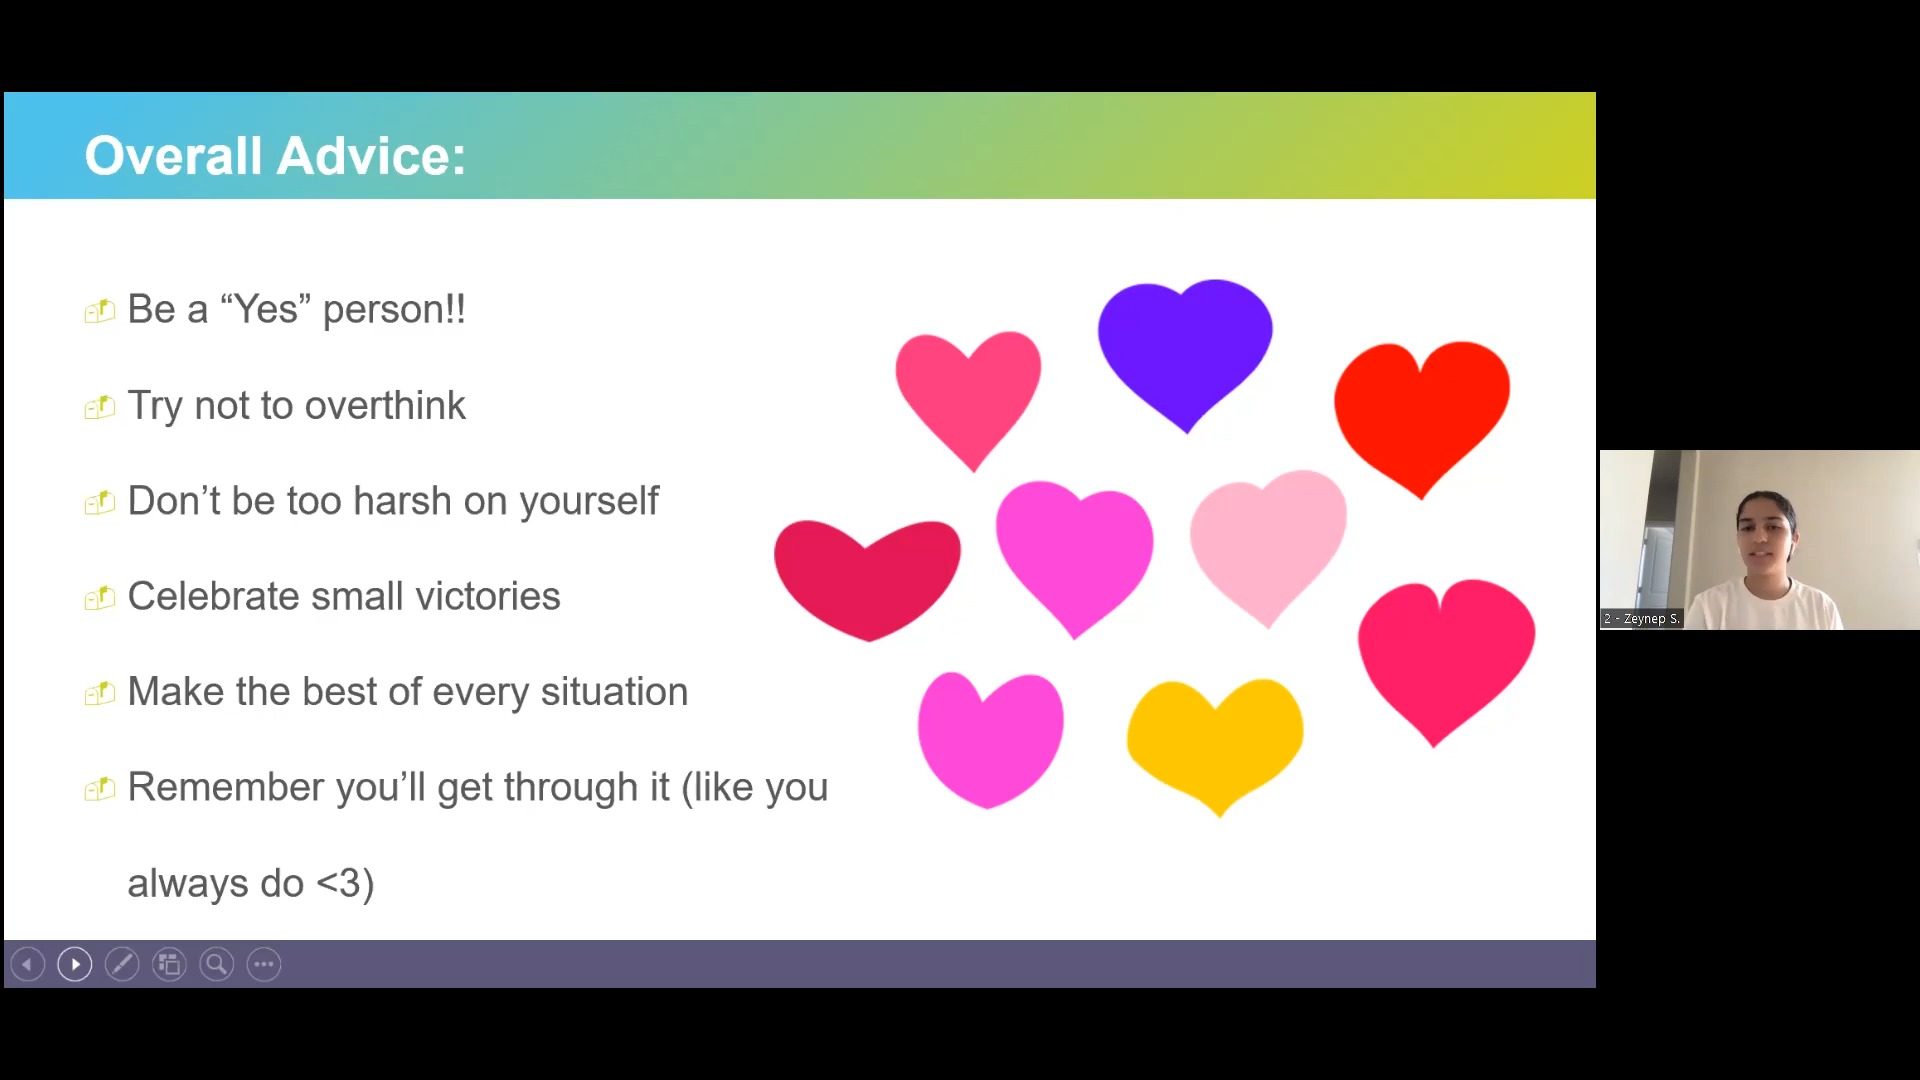 Overall Advice:
Be a “Yes” person!!
Try not to overthink
Don’t be too harsh on yourself
Celebrate small victories
Make the best of every situation
Remember you’ll get through it (like you
always do <3)
2 - Zeynep S.